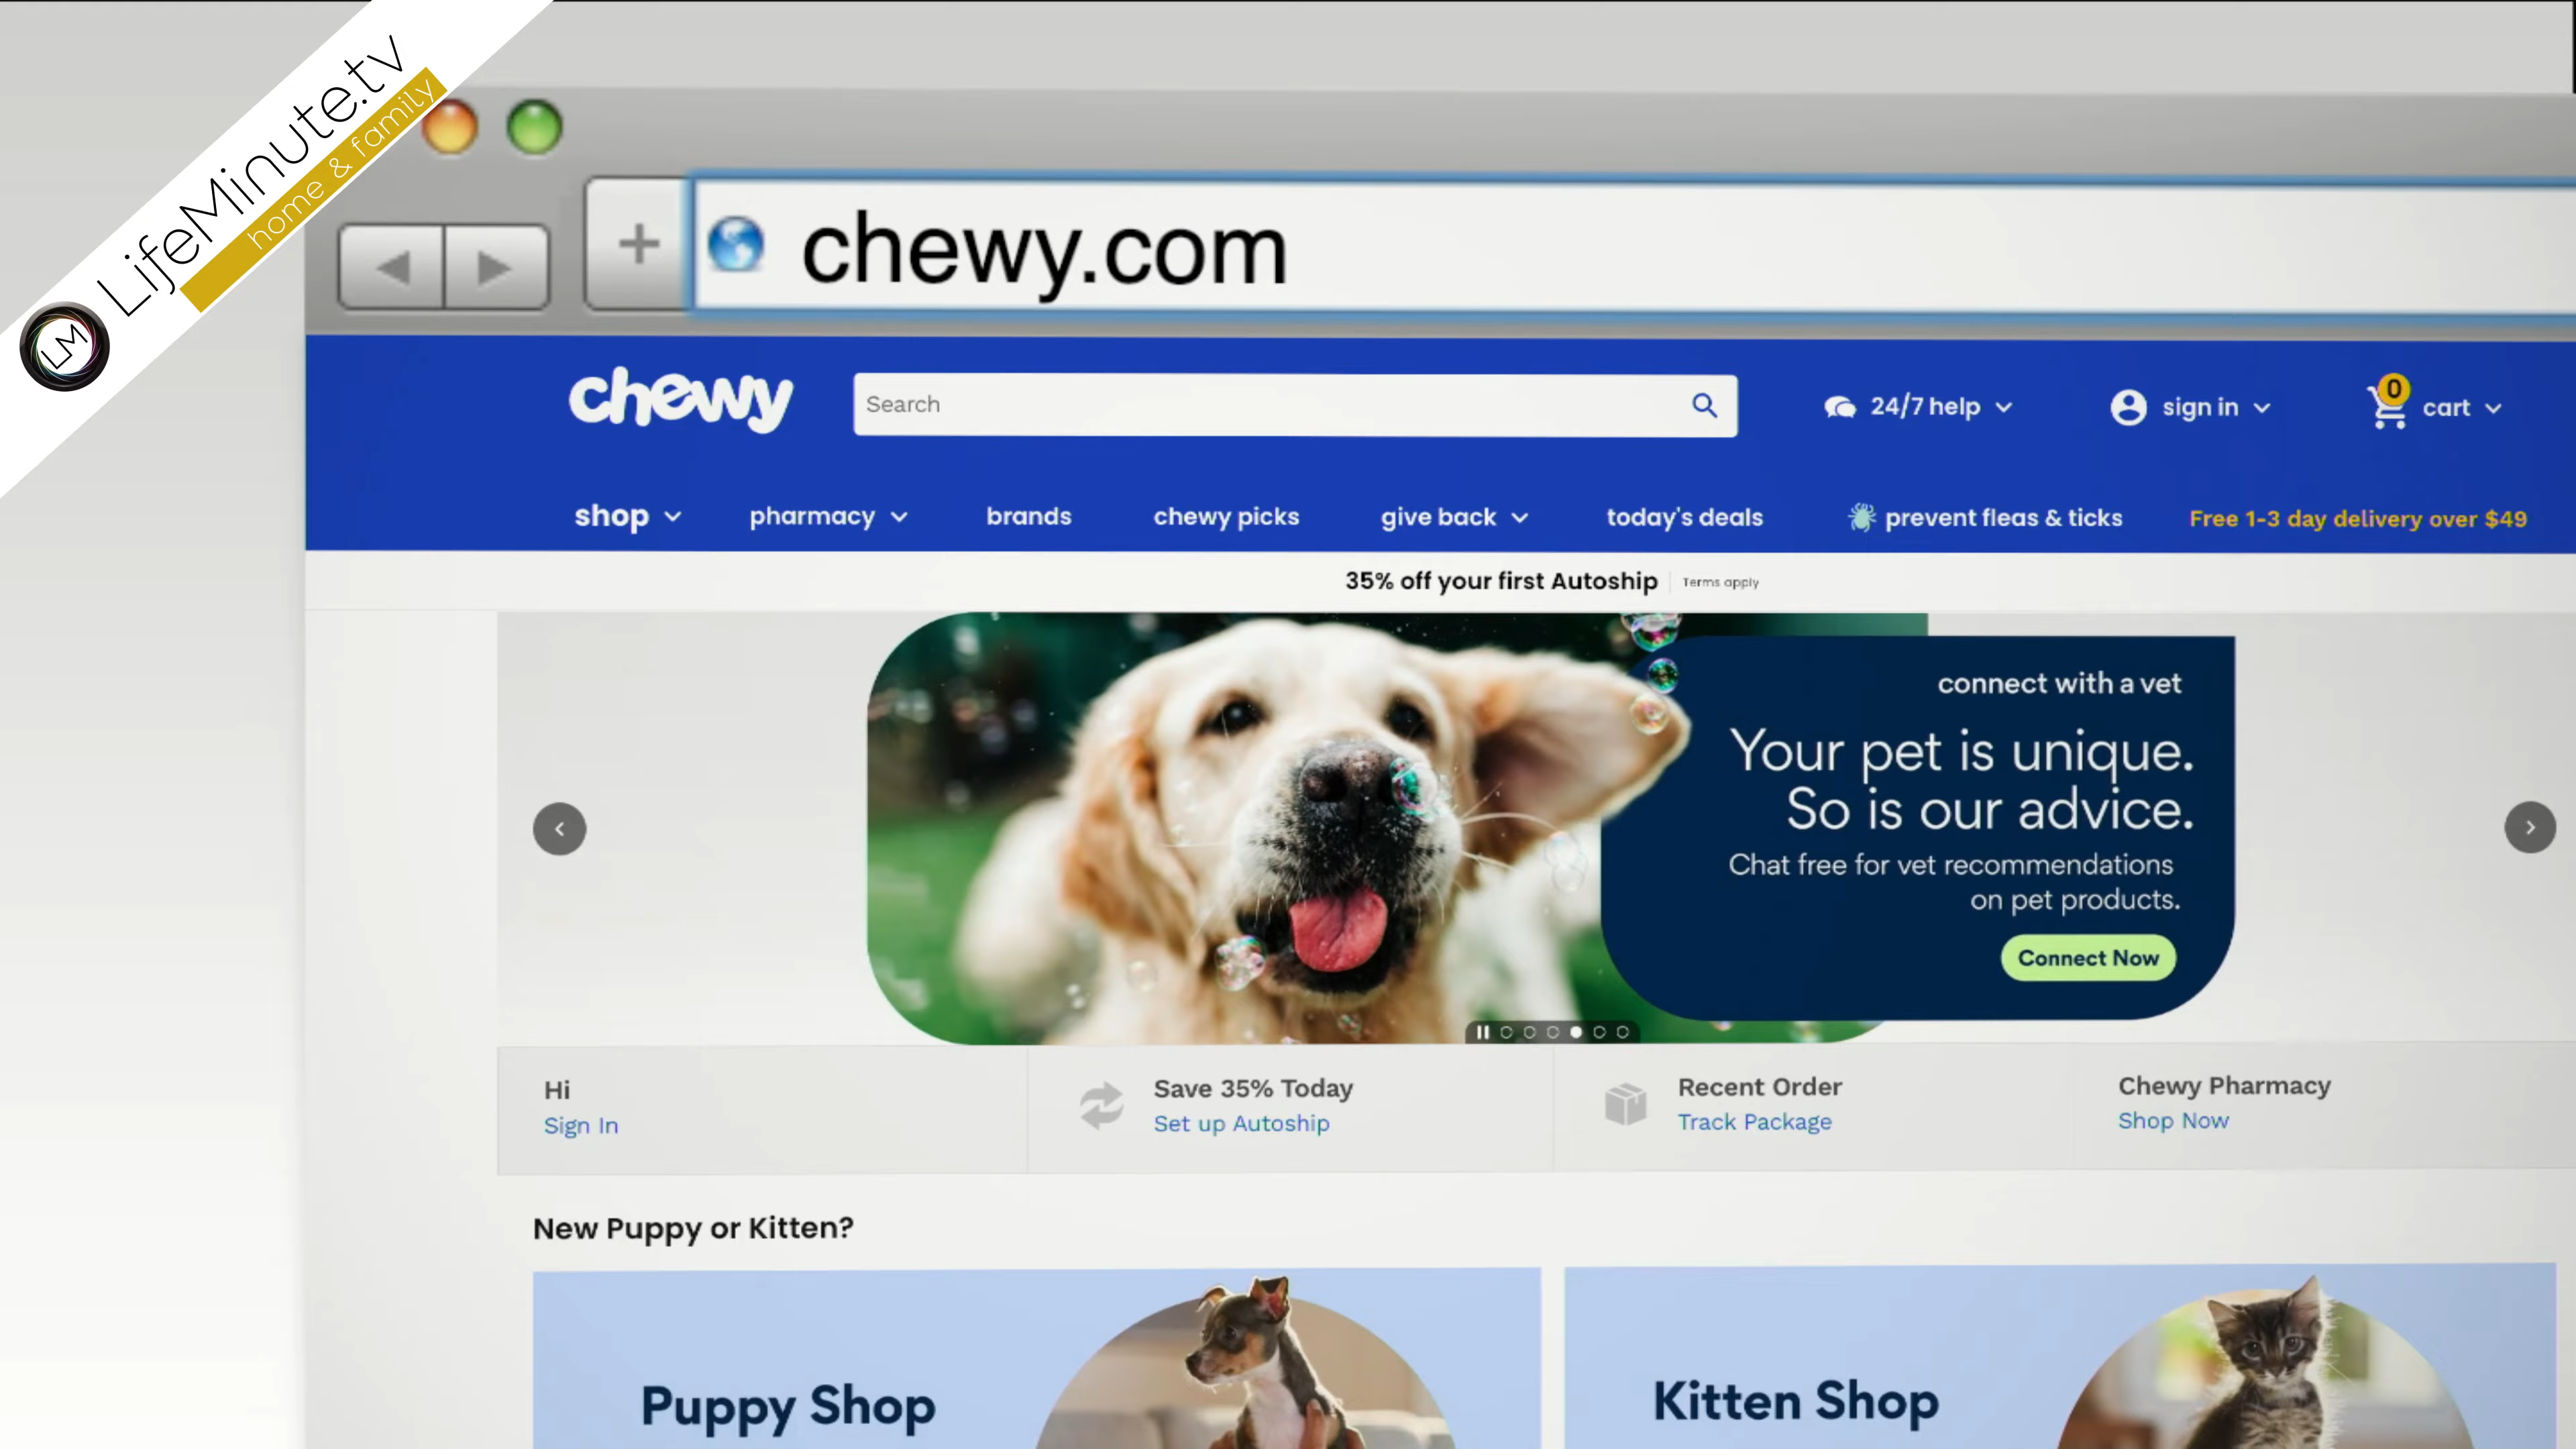 LifeMinute.tv
home & family
LM
chewy.com
chewy
Search
24/7 help
sign in
0
cart
shop
pharmacy
brands
chewy picks
give back
today's deals
prevent fleas & ticks
Free 1-3 day delivery over $49
35% off your first Autoship
Terms apply
connect with a vet
Your pet is unique.
So is our advice.
Chat free for vet recommendations
on pet products.
Connect Now
Hi
Sign In
Save 35% Today
Set up Autoship
Recent Order
Track Package
Chewy Pharmacy
Shop Now
New Puppy or Kitten?
Puppy Shop
Kitten Shop